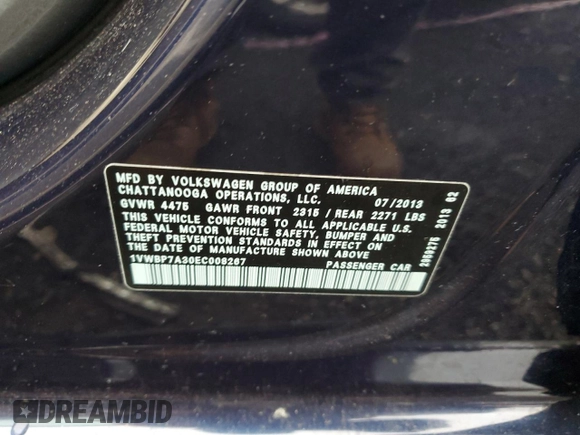 MFD BY VOLKSWAGEN GROUP OF AMERICA
CHATTANOOGA OPERATIONS, LLC. 07/2013
GVWR 4475 GAWR FRONT 2315 / REAR 2271 LBS
THIS VEHICLE CONFORMS TO ALL APPLICABLE U.S.
FEDERAL MOTOR VEHICLE SAFETY, BUMPER AND
THEFT PREVENTION STANDARDS IN EFFECT ON
THE DATE OF MANUFACTURE SHOWN ABOVE
1VWBP7A30EC008267 PASSENGER CAR
2013 02
DREAMBID